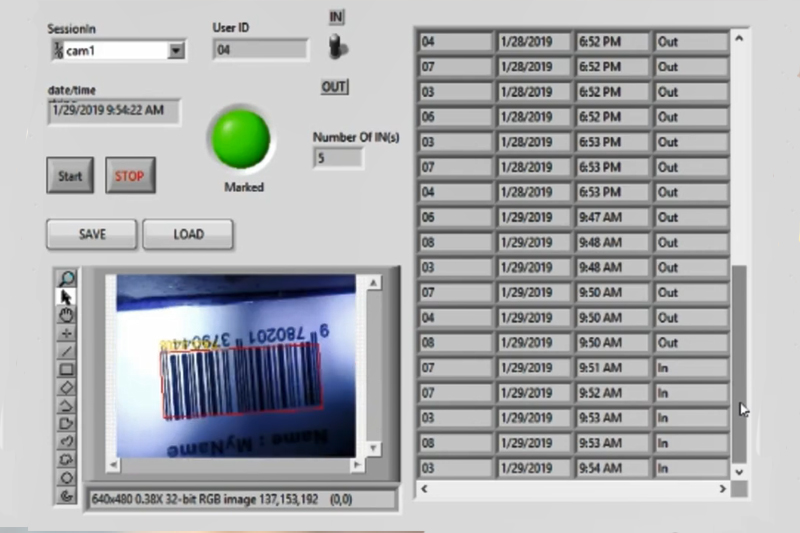 SessionIn
cam1
User ID
04
IN
OUT
date/time
1/29/2019 9:54:22 AM
Marked
Number Of IN(s)
5
Start
STOP
SAVE
LOAD
9 780201 379044
Name : MyName
640x480 0.38X 32-bit RGB image 137,153,192 (0,0)
04 1/28/2019 6:52 PM Out
07 1/28/2019 6:52 PM Out
03 1/28/2019 6:52 PM Out
06 1/28/2019 6:52 PM Out
03 1/28/2019 6:53 PM Out
07 1/28/2019 6:53 PM Out
04 1/28/2019 6:53 PM Out
06 1/29/2019 9:47 AM Out
08 1/29/2019 9:48 AM Out
03 1/29/2019 9:48 AM Out
07 1/29/2019 9:50 AM Out
04 1/29/2019 9:50 AM Out
08 1/29/2019 9:50 AM Out
07 1/29/2019 9:51 AM In
07 1/29/2019 9:52 AM In
03 1/29/2019 9:53 AM In
08 1/29/2019 9:53 AM In
03 1/29/2019 9:54 AM In